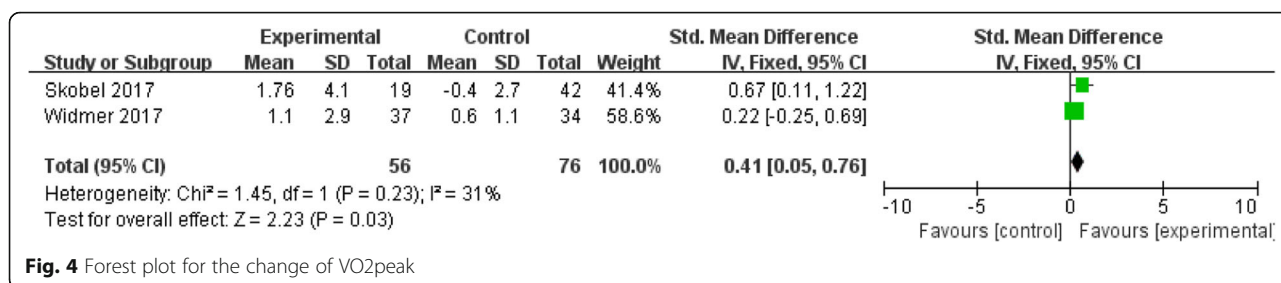 Experimental Control Std. Mean Difference Std. Mean Difference
Study or Subgroup Mean SD Total Mean SD Total Weight IV, Fixed, 95% CI IV, Fixed, 95% CI
Skobel 2017 1.76 4.1 19 -0.4 2.7 42 41.4% 0.67 [0.11, 1.22]
Widmer 2017 1.1 2.9 37 0.6 1.1 34 58.6% 0.22 [-0.25, 0.69]
Total (95% CI) 56 76 100.0% 0.41 [0.05, 0.76]
Heterogeneity: Chi² = 1.45, df = 1 (P = 0.23); I² = 31%
Test for overall effect: Z = 2.23 (P = 0.03)
-10 -5 0 5 10
Favours [control] Favours [experimental]
Fig. 4 Forest plot for the change of VO2peak